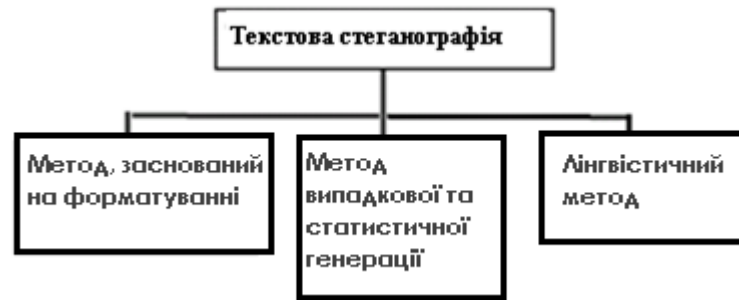 Текстова стеганографія
Метод, заснований
на форматуванні
Метод
випадкової та
статистичної
генерації
Лінгвістичний
метод